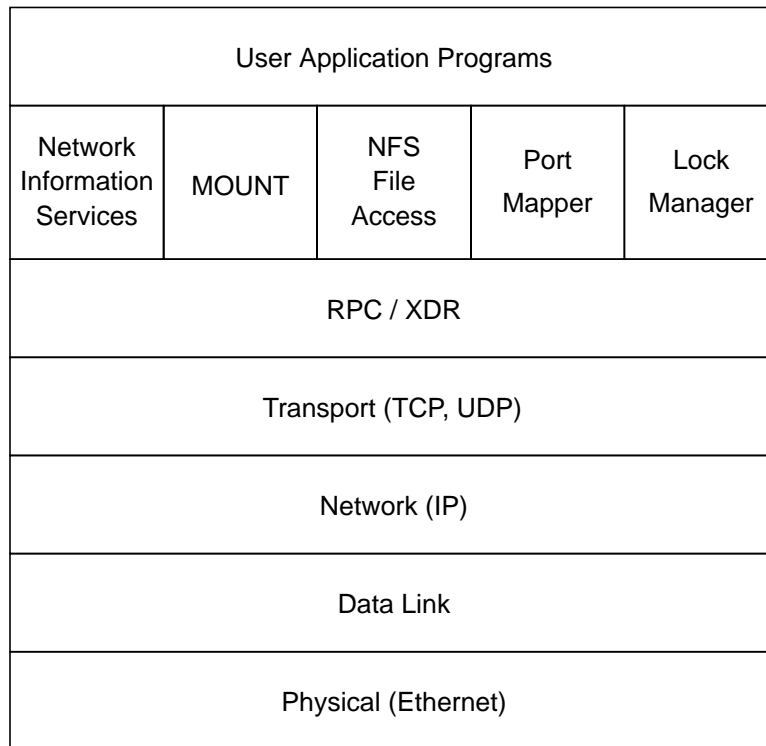 User Application Programs
Network
Information
Services
MOUNT
NFS
File
Access
Port
Mapper
Lock
Manager
RPC / XDR
Transport (TCP, UDP)
Network (IP)
Data Link
Physical (Ethernet)